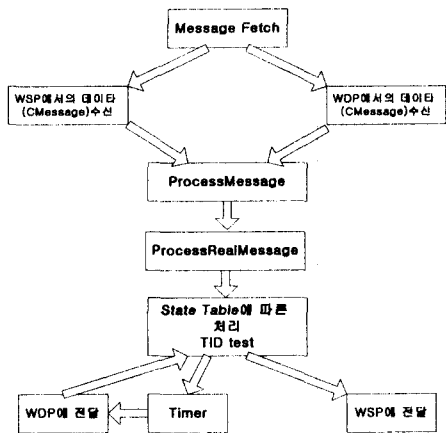 Message Fetch
WSP에서의 데이타
(CMessage)수신
WDP에서의 데이타
(CMessage)수신
ProcessMessage
ProcessRealMessage
State Table에 따른
처리
TID test
WDP에 전달
Timer
WSP에 전달